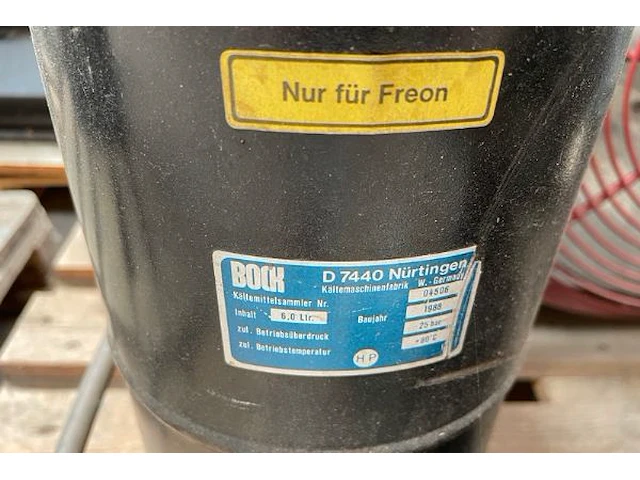 Nur für Freon
BOCK D 7440 Nürtingen
Kältemaschinenfabrik W.-Germany
Kältemittelsammler Nr. 04506
Inhalt 6,0 Ltr. Baujahr 1988
zul. Betriebsüberdruck 25 bar
zul. Betriebstemperatur °C
HP